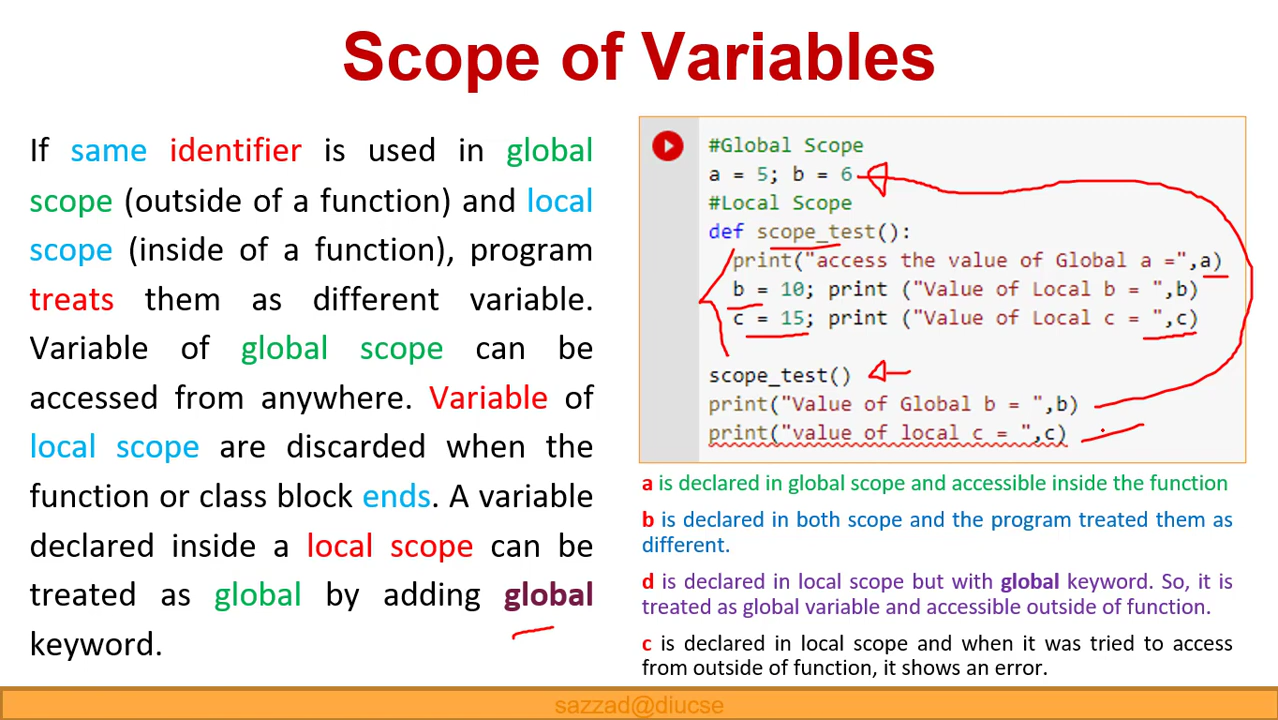 Scope of Variables
If same identifier is used in global
scope (outside of a function) and local
scope (inside of a function), program
treats them as different variable.
Variable of global scope can be
accessed from anywhere. Variable of
local scope are discarded when the
function or class block ends. A variable
declared inside a local scope can be
treated as global by adding global
keyword.
#Global Scope
a = 5; b = 6
#Local Scope
def scope_test():
print("access the value of Global a =",a)
b = 10; print ("Value of Local b = ",b)
c = 15; print ("Value of Local c = ",c)
scope_test()
print("Value of Global b = ",b)
print("value of local c = ",c)
a is declared in global scope and accessible inside the function
b is declared in both scope and the program treated them as
different.
d is declared in local scope but with global keyword. So, it is
treated as global variable and accessible outside of function.
c is declared in local scope and when it was tried to access
from outside of function, it shows an error.
sazzad@diucse